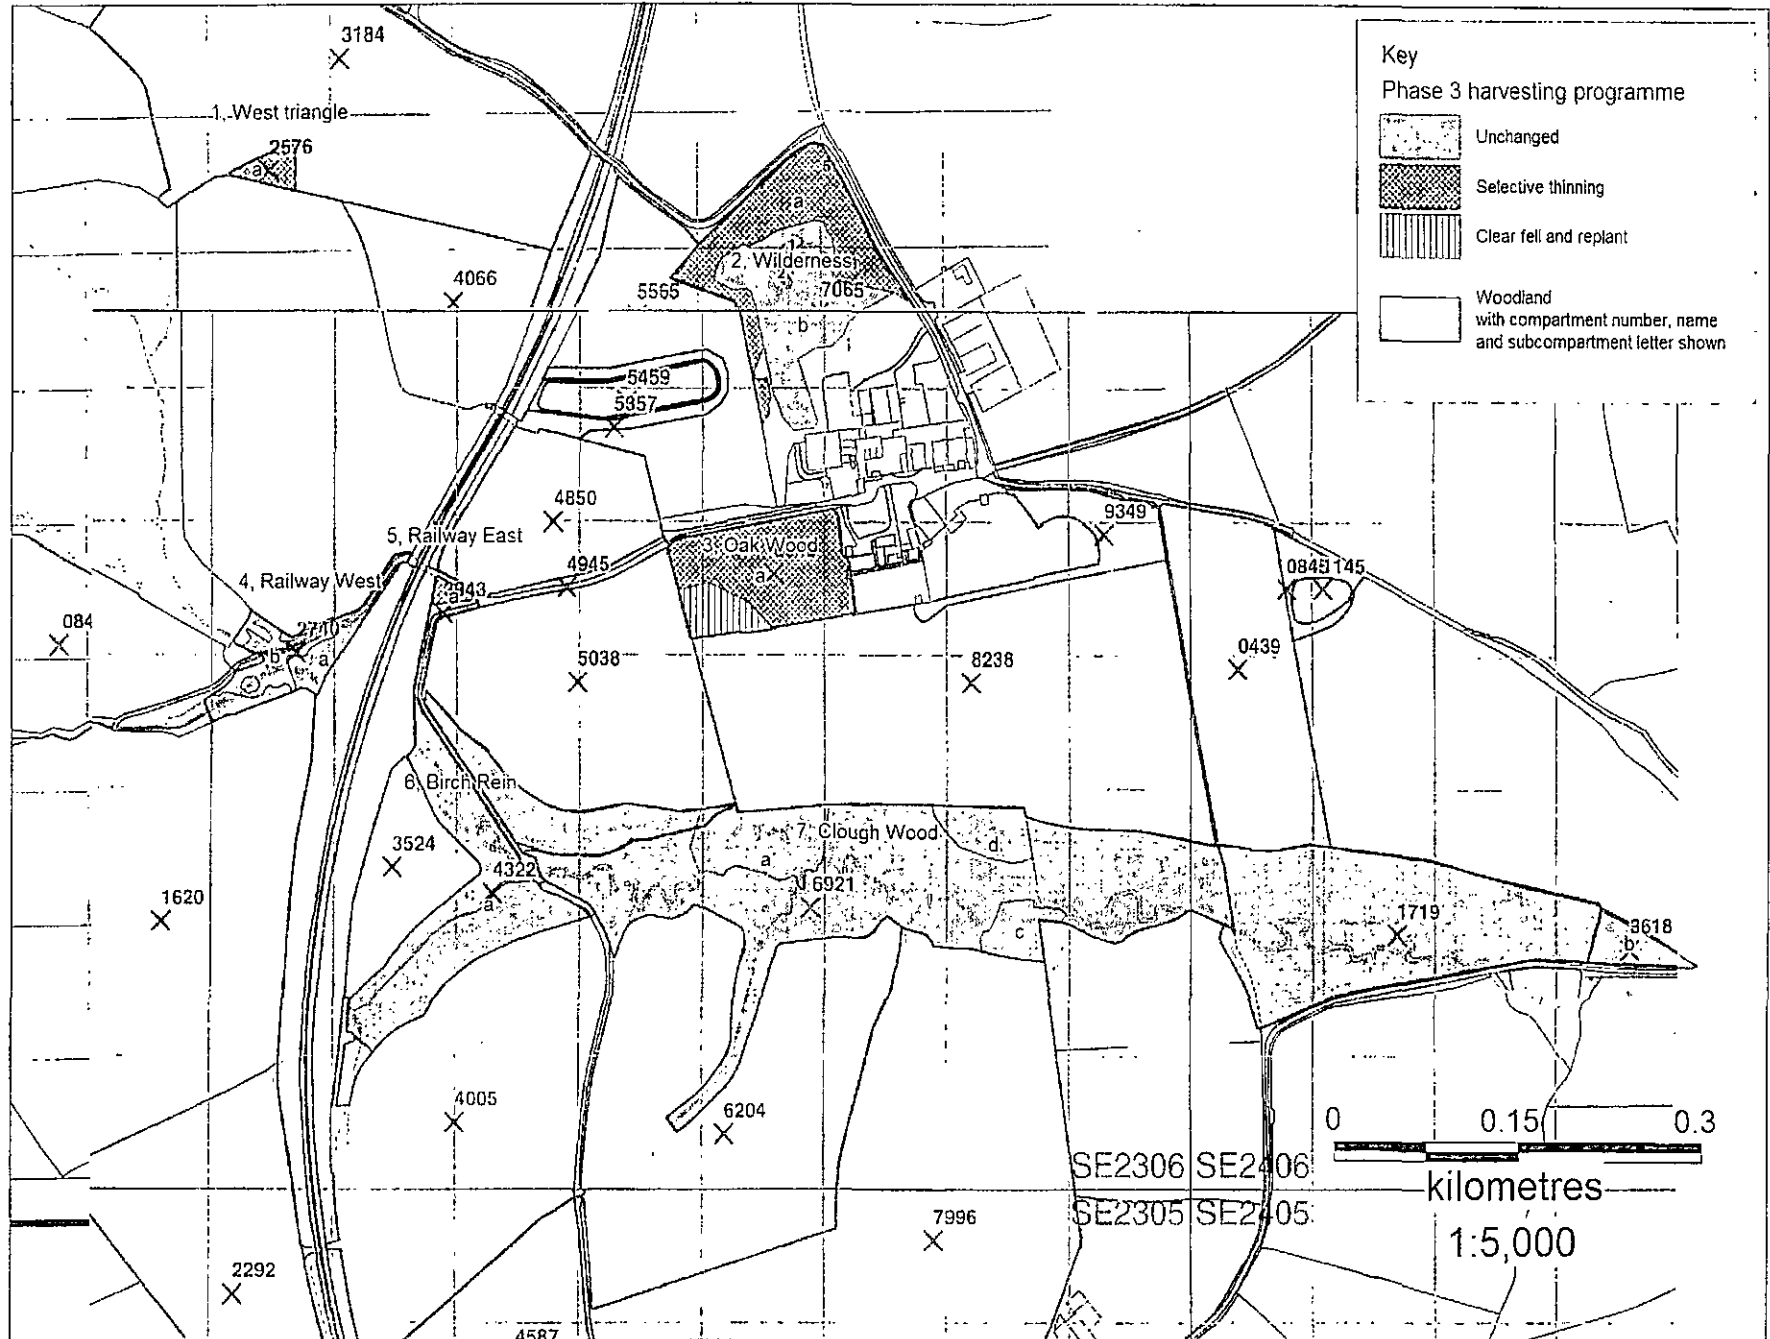 3184
1, West triangle
2576
a
a
2, Wilderness
4066
5565
7065
b
5459
5357
4850
5, Railway East
9349
3, Oak Wood
4945
a
0845
1145
4, Railway West
a
084
2710
b
a
0439
5038
8238
6, Birch Rein
7, Clough Wood
d
3524
4322
a
a
6921
1620
c
1719
3618
b
4005
6204
7996
2292
4587
Key
Phase 3 harvesting programme
Unchanged
Selective thinning
Clear fell and replant
Woodland
with compartment number, name
and subcompartment letter shown
0 0.15 0.3
kilometres
1:5,000
SE2306 SE2406
SE2305 SE2405